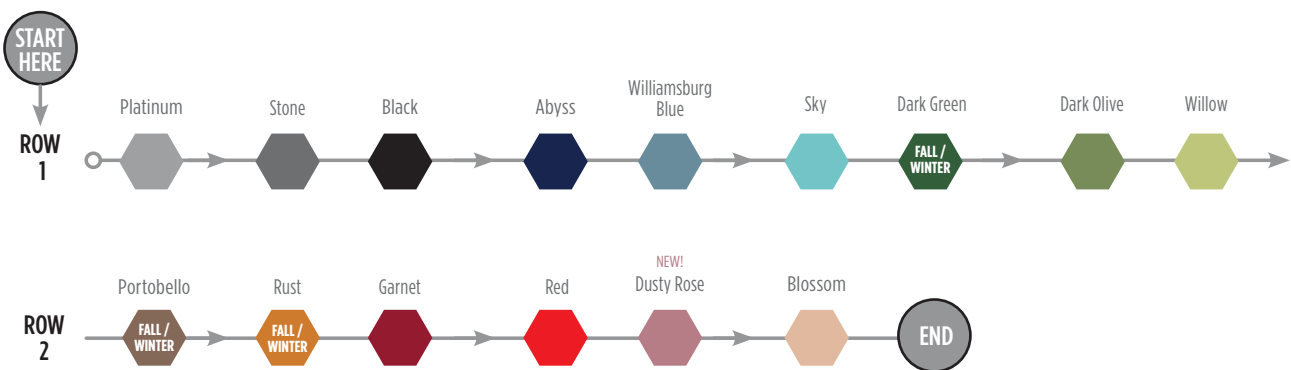 START
HERE
ROW
1
Platinum
Stone
Black
Abyss
Williamsburg
Blue
Sky
Dark Green
FALL /
WINTER
Dark Olive
Willow
ROW
2
Portobello
FALL /
WINTER
Rust
FALL /
WINTER
Garnet
Red
NEW!
Dusty Rose
Blossom
END